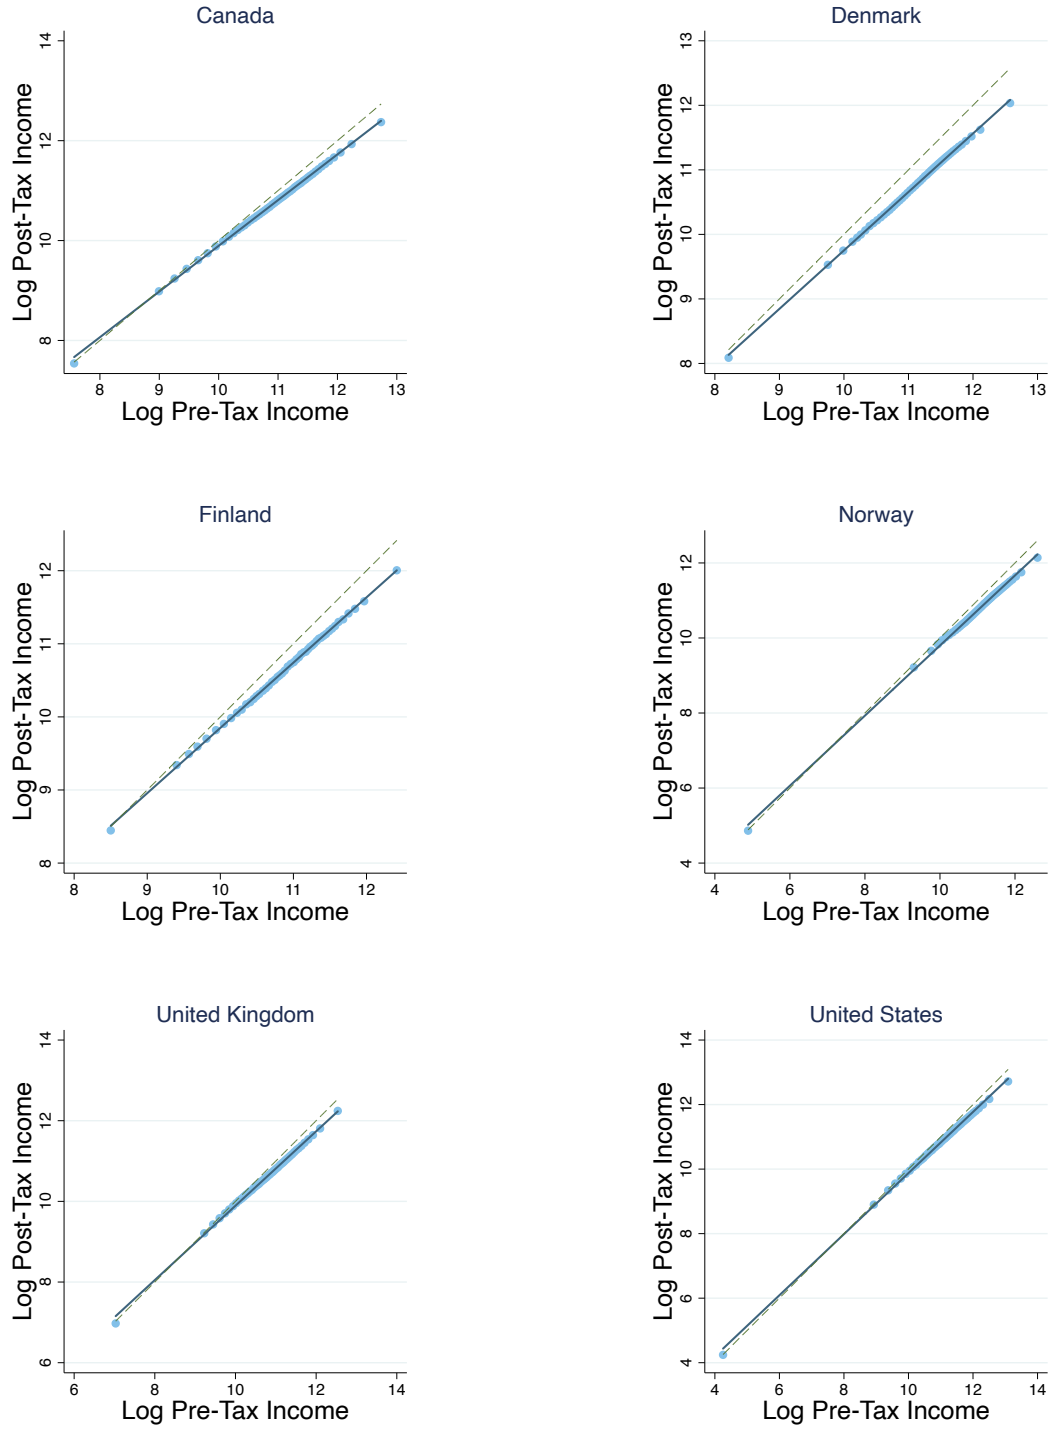 Canada
Log Post-Tax Income
14
12
10
8
8 9 10 11 12 13
Log Pre-Tax Income
Denmark
Log Post-Tax Income
13
12
11
10
9
8
8 9 10 11 12 13
Log Pre-Tax Income
Finland
Log Post-Tax Income
12
11
10
9
8
8 9 10 11 12
Log Pre-Tax Income
Norway
Log Post-Tax Income
12
10
8
6
4
4 6 8 10 12
Log Pre-Tax Income
United Kingdom
Log Post-Tax Income
14
12
10
8
6
6 8 10 12 14
Log Pre-Tax Income
United States
Log Post-Tax Income
14
12
10
8
6
4
4 6 8 10 12 14
Log Pre-Tax Income